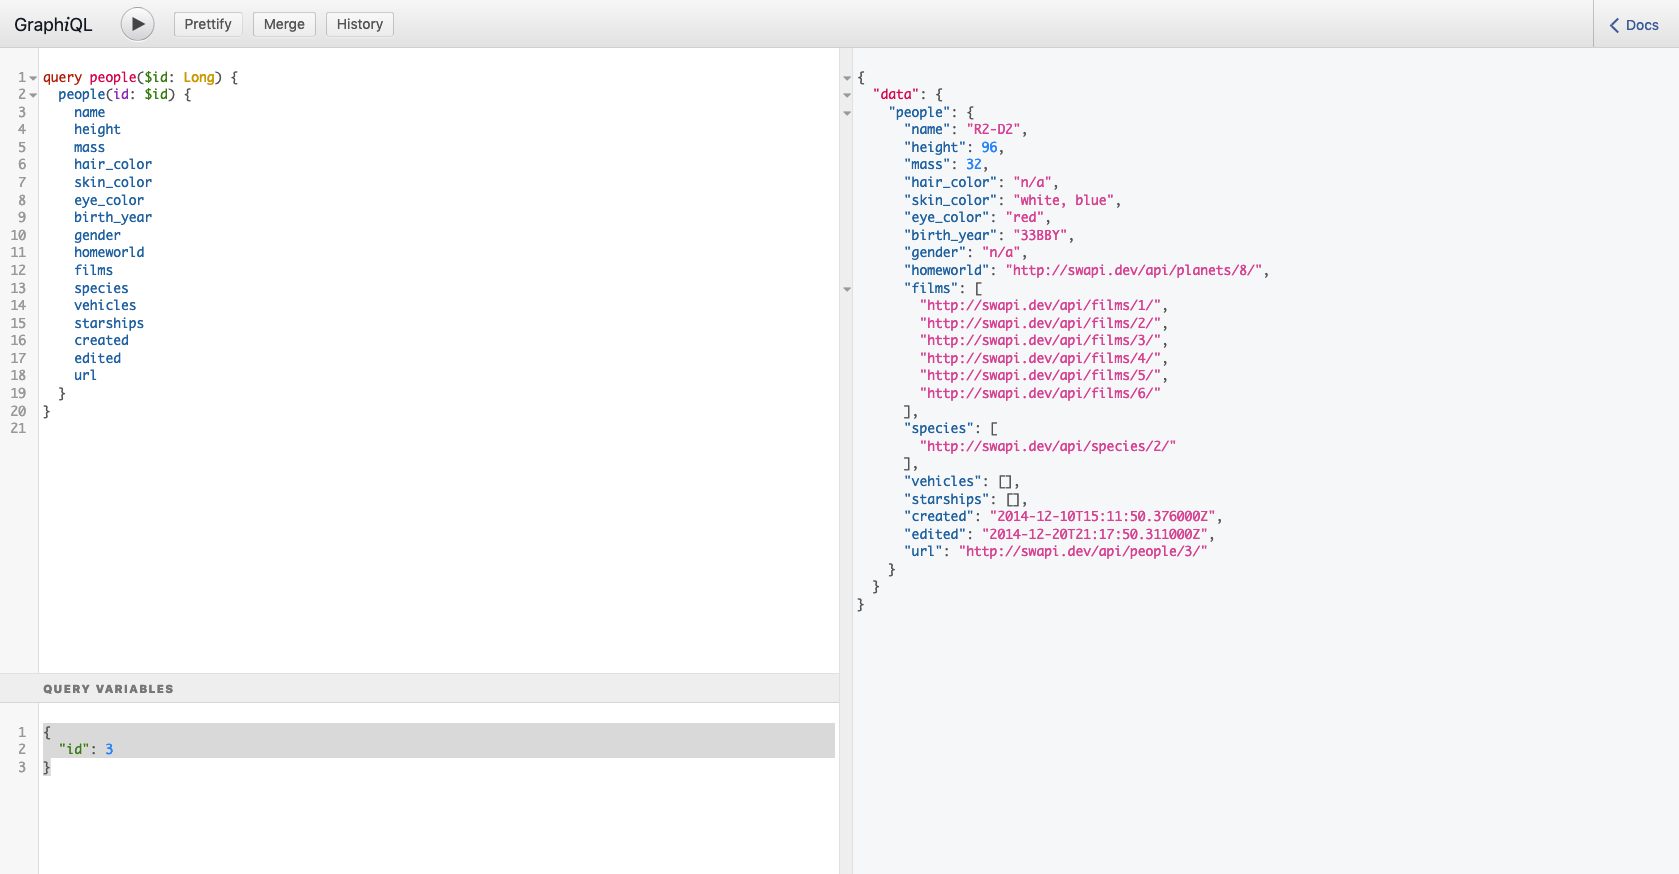 GraphiQL
Prettify
Merge
History
Docs
1 query people($id: Long) {
2   people(id: $id) {
3     name
4     height
5     mass
6     hair_color
7     skin_color
8     eye_color
9     birth_year
10     gender
11     homeworld
12     films
13     species
14     vehicles
15     starships
16     created
17     edited
18     url
19   }
20 }
21
QUERY VARIABLES
1 {
2   "id": 3
3 }
{
  "data": {
    "people": {
      "name": "R2-D2",
      "height": 96,
      "mass": 32,
      "hair_color": "n/a",
      "skin_color": "white, blue",
      "eye_color": "red",
      "birth_year": "33BBY",
      "gender": "n/a",
      "homeworld": "http://swapi.dev/api/planets/8/",
      "films": [
        "http://swapi.dev/api/films/1/",
        "http://swapi.dev/api/films/2/",
        "http://swapi.dev/api/films/3/",
        "http://swapi.dev/api/films/4/",
        "http://swapi.dev/api/films/5/",
        "http://swapi.dev/api/films/6/"
      ],
      "species": [
        "http://swapi.dev/api/species/2/"
      ],
      "vehicles": [],
      "starships": [],
      "created": "2014-12-10T15:11:50.376000Z",
      "edited": "2014-12-20T21:17:50.311000Z",
      "url": "http://swapi.dev/api/people/3/"
    }
  }
}